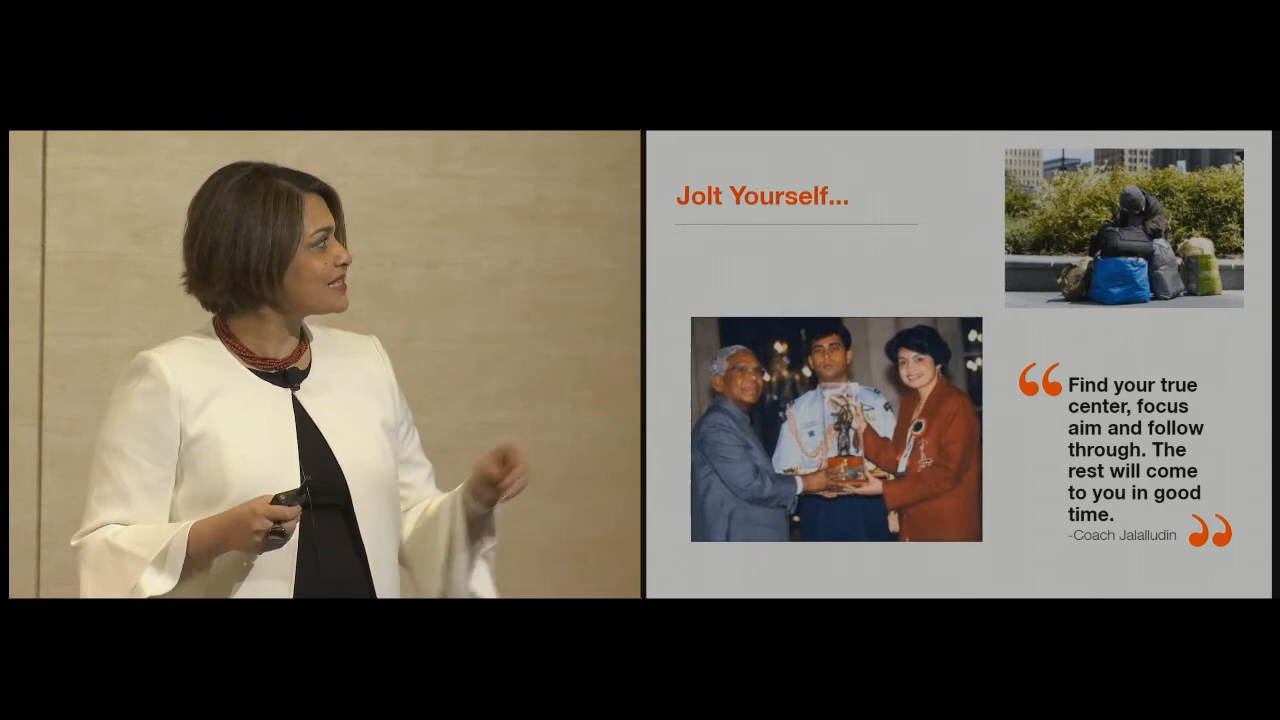 Jolt Yourself...
“Find your true
center, focus
aim and follow
through. The
rest will come
to you in good
time.
-Coach Jalalludin ”